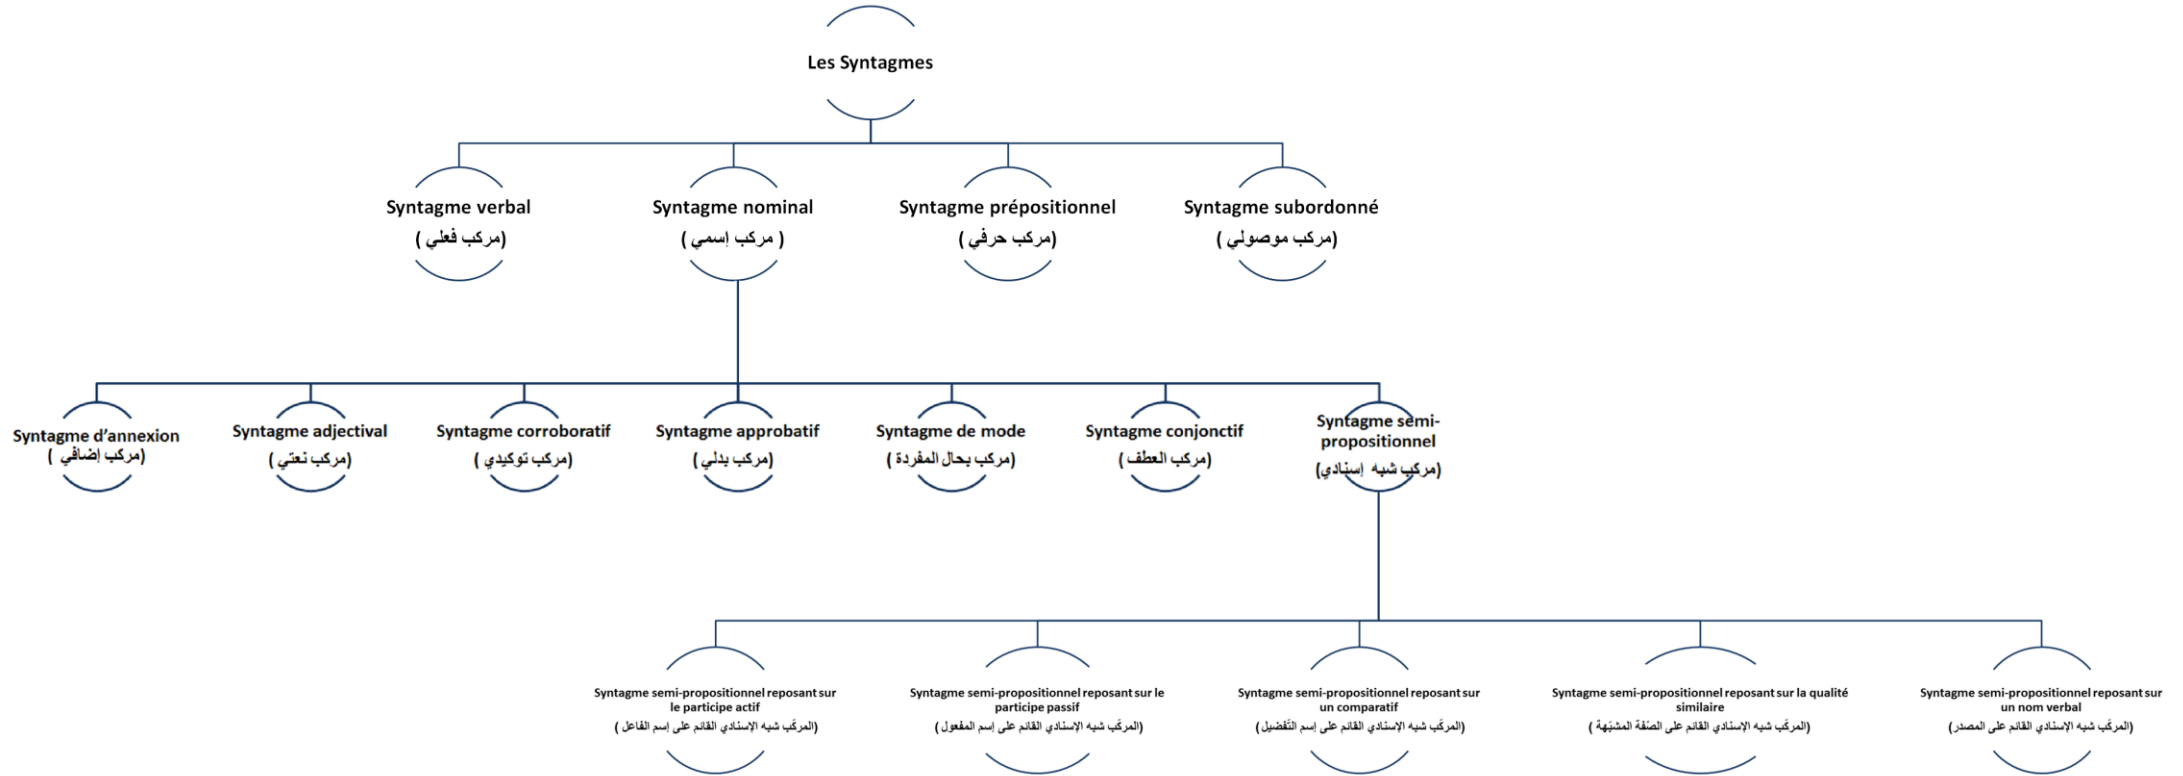 Les Syntagmes
Syntagme verbal
(مركب فعلي )
Syntagme nominal
( مركب إسمي )
Syntagme prépositionnel
(مركب حرفي )
Syntagme subordonné
(مركب موصولي )
Syntagme d’annexion
(مركب إضافي )
Syntagme adjectival
(مركب نعتي )
Syntagme corroboratif
(مركب توكيدي )
Syntagme approbatif
(مركب بدلي )
Syntagme de mode
(مركب بحال المفردة )
Syntagme conjonctif
(مركب العطف )
Syntagme semi-
propositionnel
(مركب شبه إسنادي)
Syntagme semi-propositionnel reposant sur
le participe actif
(المركّب شبه الإسنادي القائم على إسم الفاعل )
Syntagme semi-propositionnel reposant sur le
participe passif
(المركّب شبه الإسنادي القائم على إسم المفعول )
Syntagme semi-propositionnel reposant sur
un comparatif
(المركّب شبه الإسنادي القائم على إسم التّفضيل )
Syntagme semi-propositionnel reposant sur la qualité
similaire
(المركّب شبه الإسنادي القائم على الصّفة المشبّهة )
Syntagme semi-propositionnel reposant sur
un nom verbal
(المركّب شبه الإسنادي القائم على المصدر)